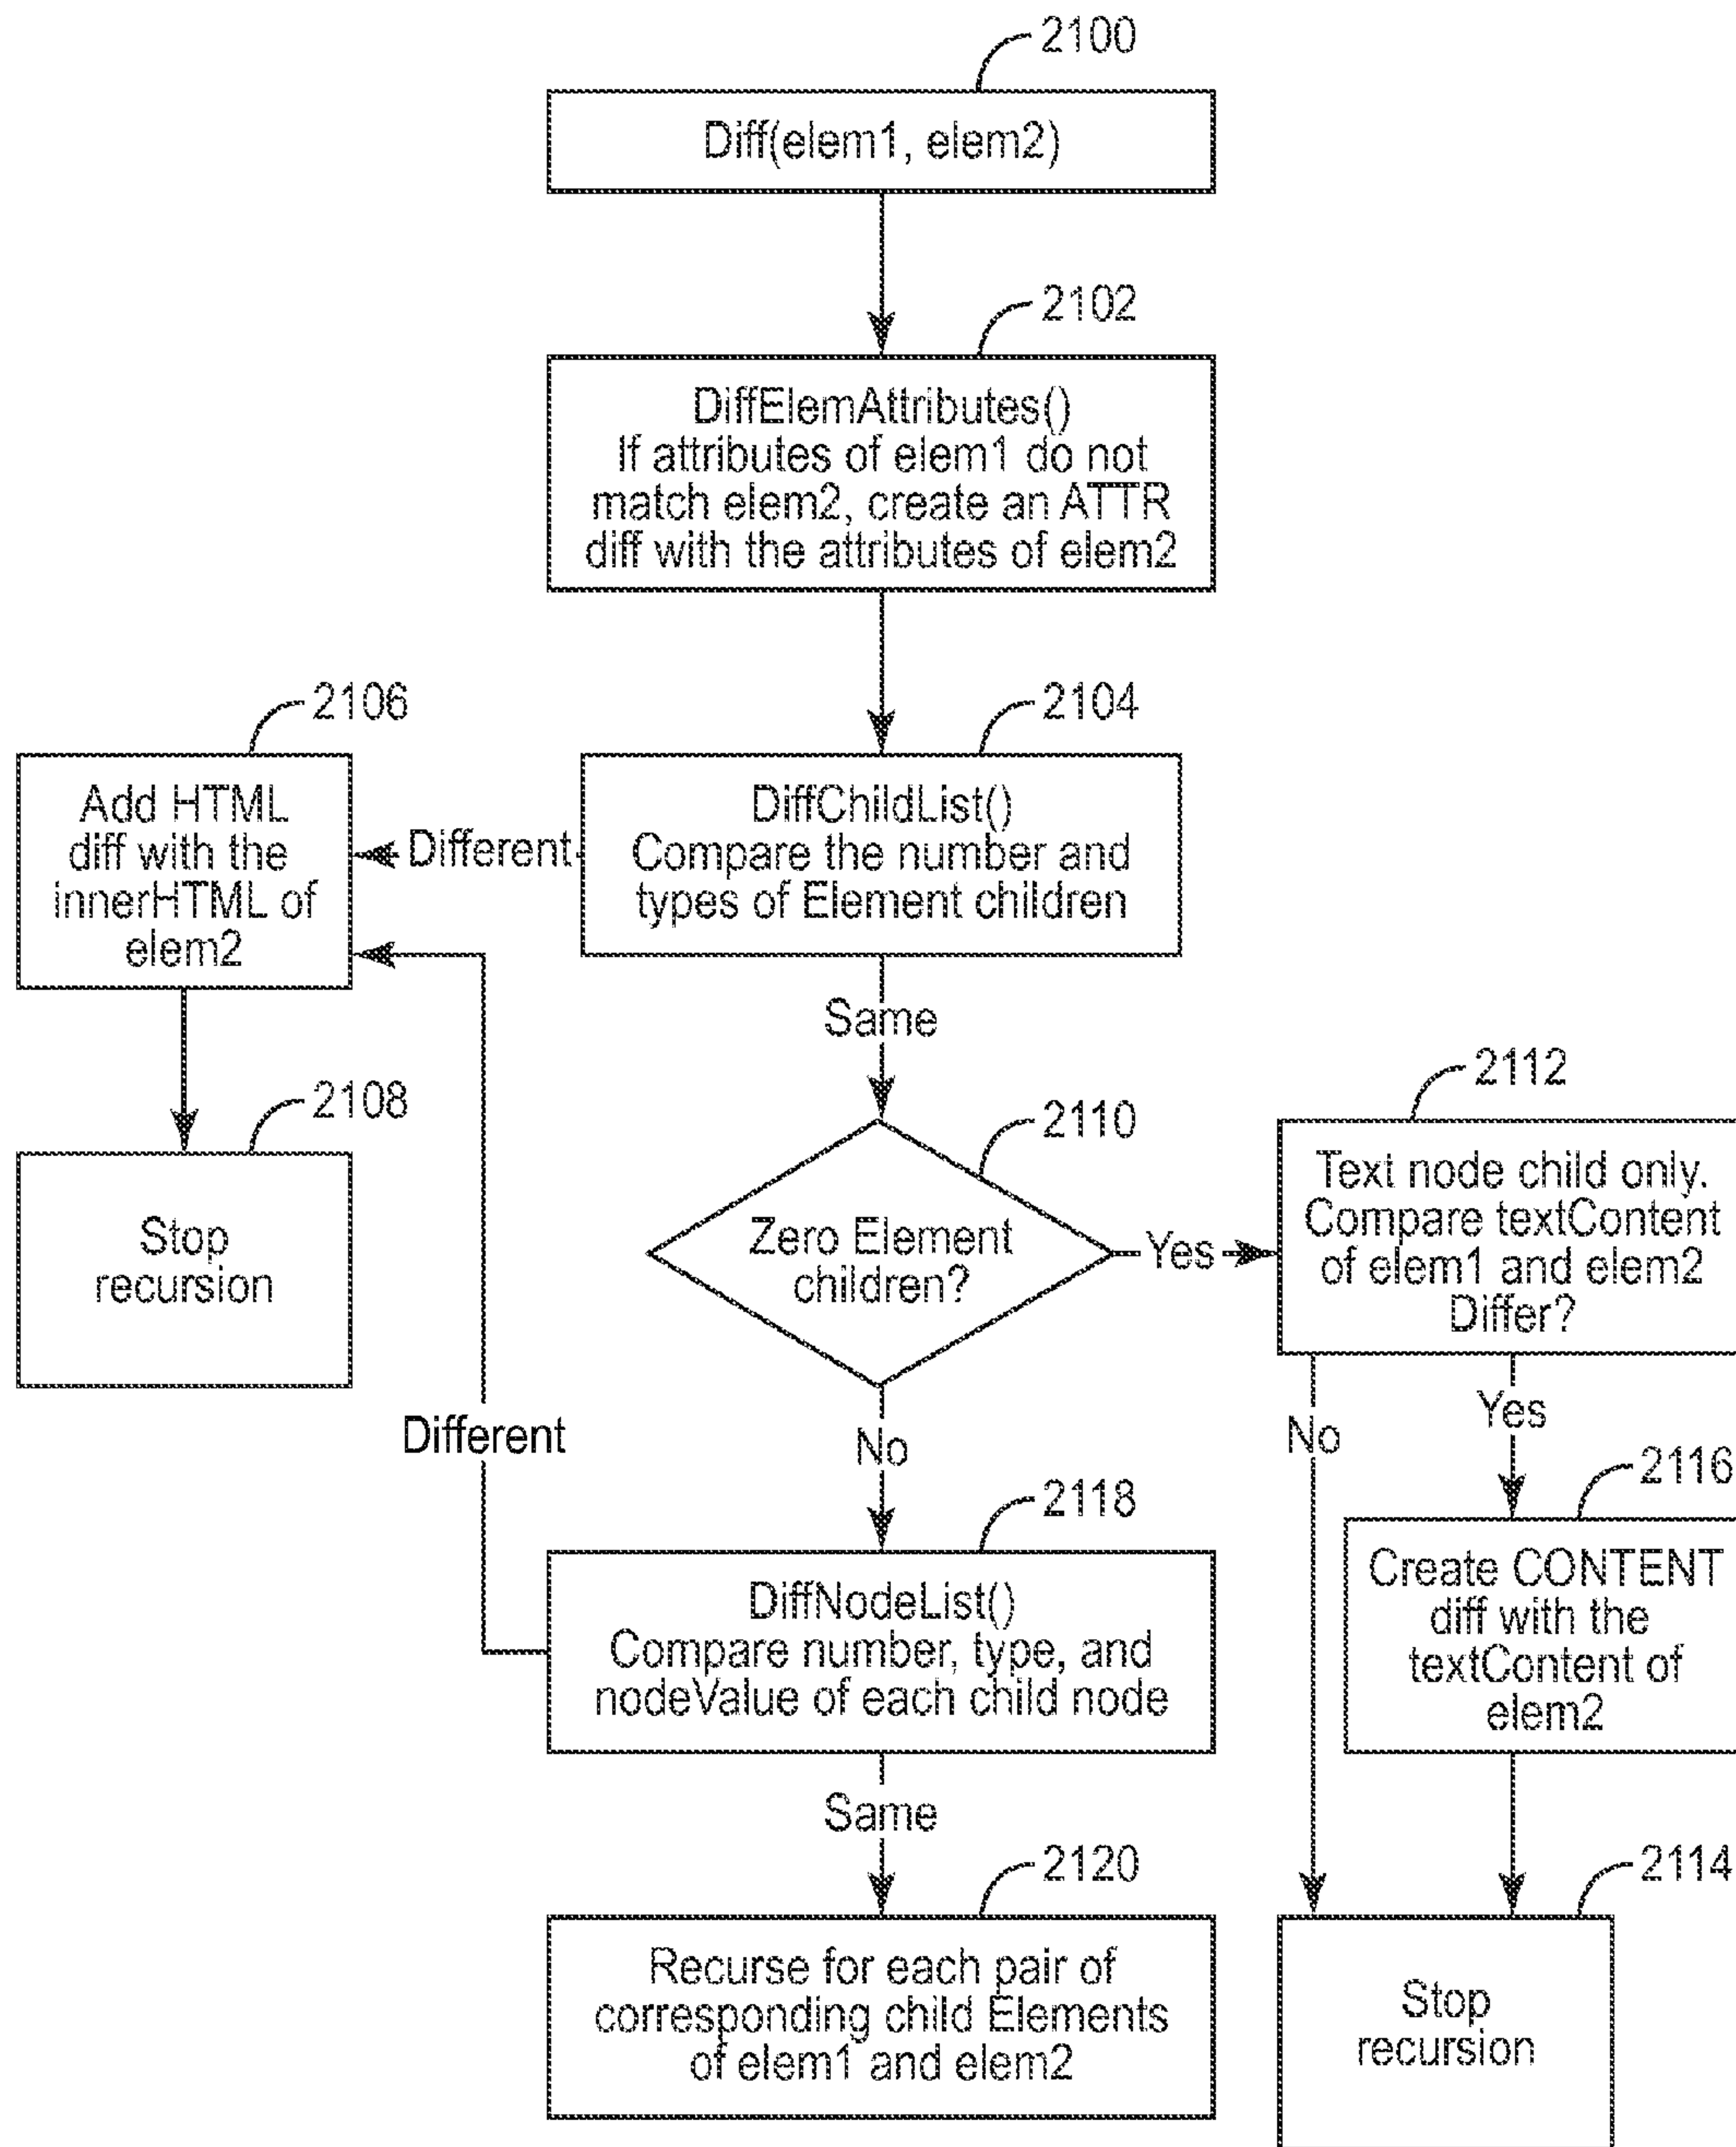 2100
Diff(elem1, elem2)
2102
DiffElemAttributes()
If attributes of elem1 do not
match elem2, create an ATTR
diff with the attributes of elem2
2106
Add HTML
diff with the
innerHTML of
elem2
Different
2104
DiffChildList()
Compare the number and
types of Element children
Same
2108
Stop
recursion
2110
Zero Element
children?
Yes
2112
Text node child only.
Compare textContent
of elem1 and elem2
Differ?
Different
No
No
Yes
2118
DiffNodeList()
Compare number, type, and
nodeValue of each child node
2116
Create CONTENT
diff with the
textContent of
elem2
Same
2120
Recurse for each pair of
corresponding child Elements
of elem1 and elem2
2114
Stop
recursion